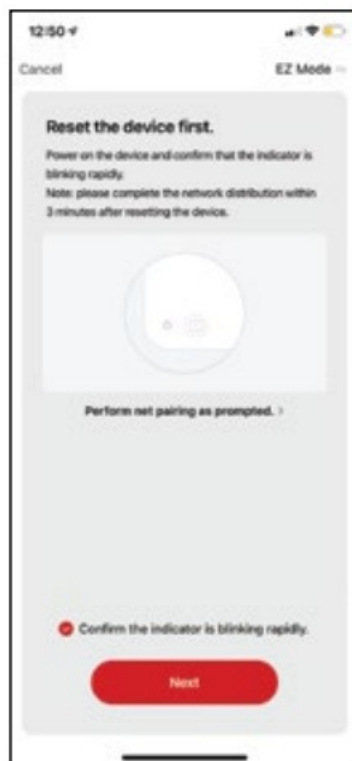 12:50
Cancel
EZ Mode
Reset the device first.
Power on the device and confirm that the indicator is
blinking rapidly.
Note: please complete the network distribution within
3 minutes after resetting the device.
Perform net pairing as prompted. >
Confirm the indicator is blinking rapidly.
Next